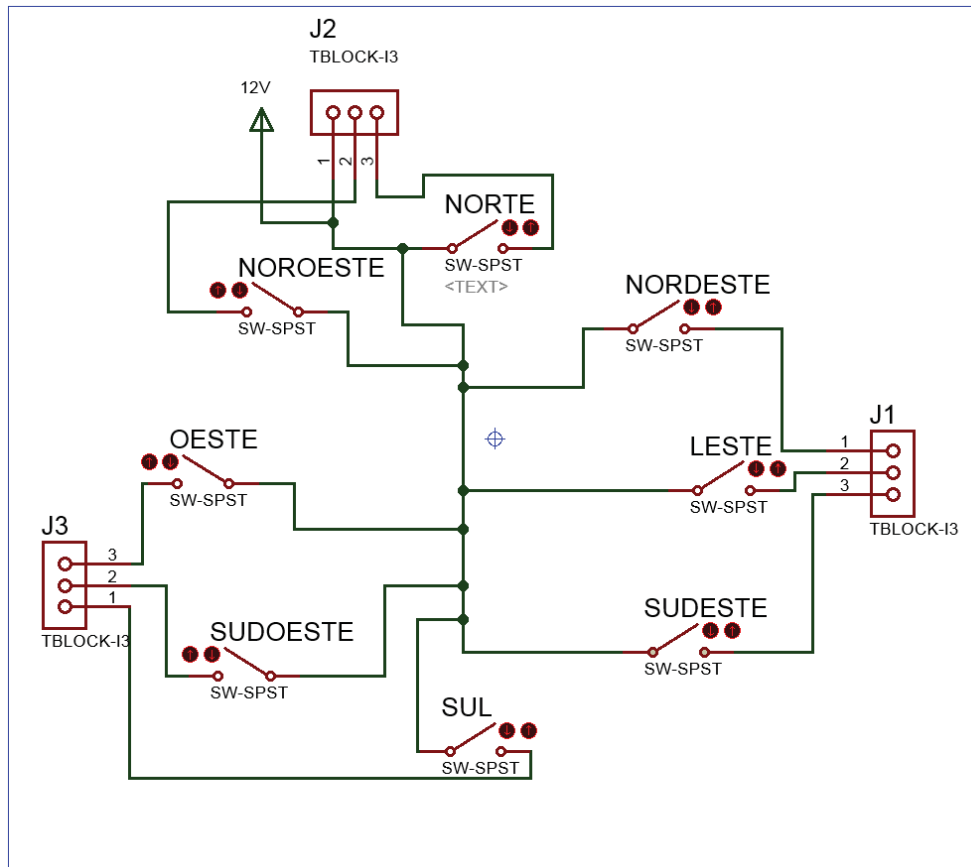 J2
TBLOCK-I3
12V
1
2
3
NORTE
SW-SPST
<TEXT>
NOROESTE
SW-SPST
NORDESTE
SW-SPST
J1
1
2
3
TBLOCK-I3
OESTE
SW-SPST
LESTE
SW-SPST
J3
3
2
1
TBLOCK-I3
SUDOESTE
SW-SPST
SUDESTE
SW-SPST
SUL
SW-SPST